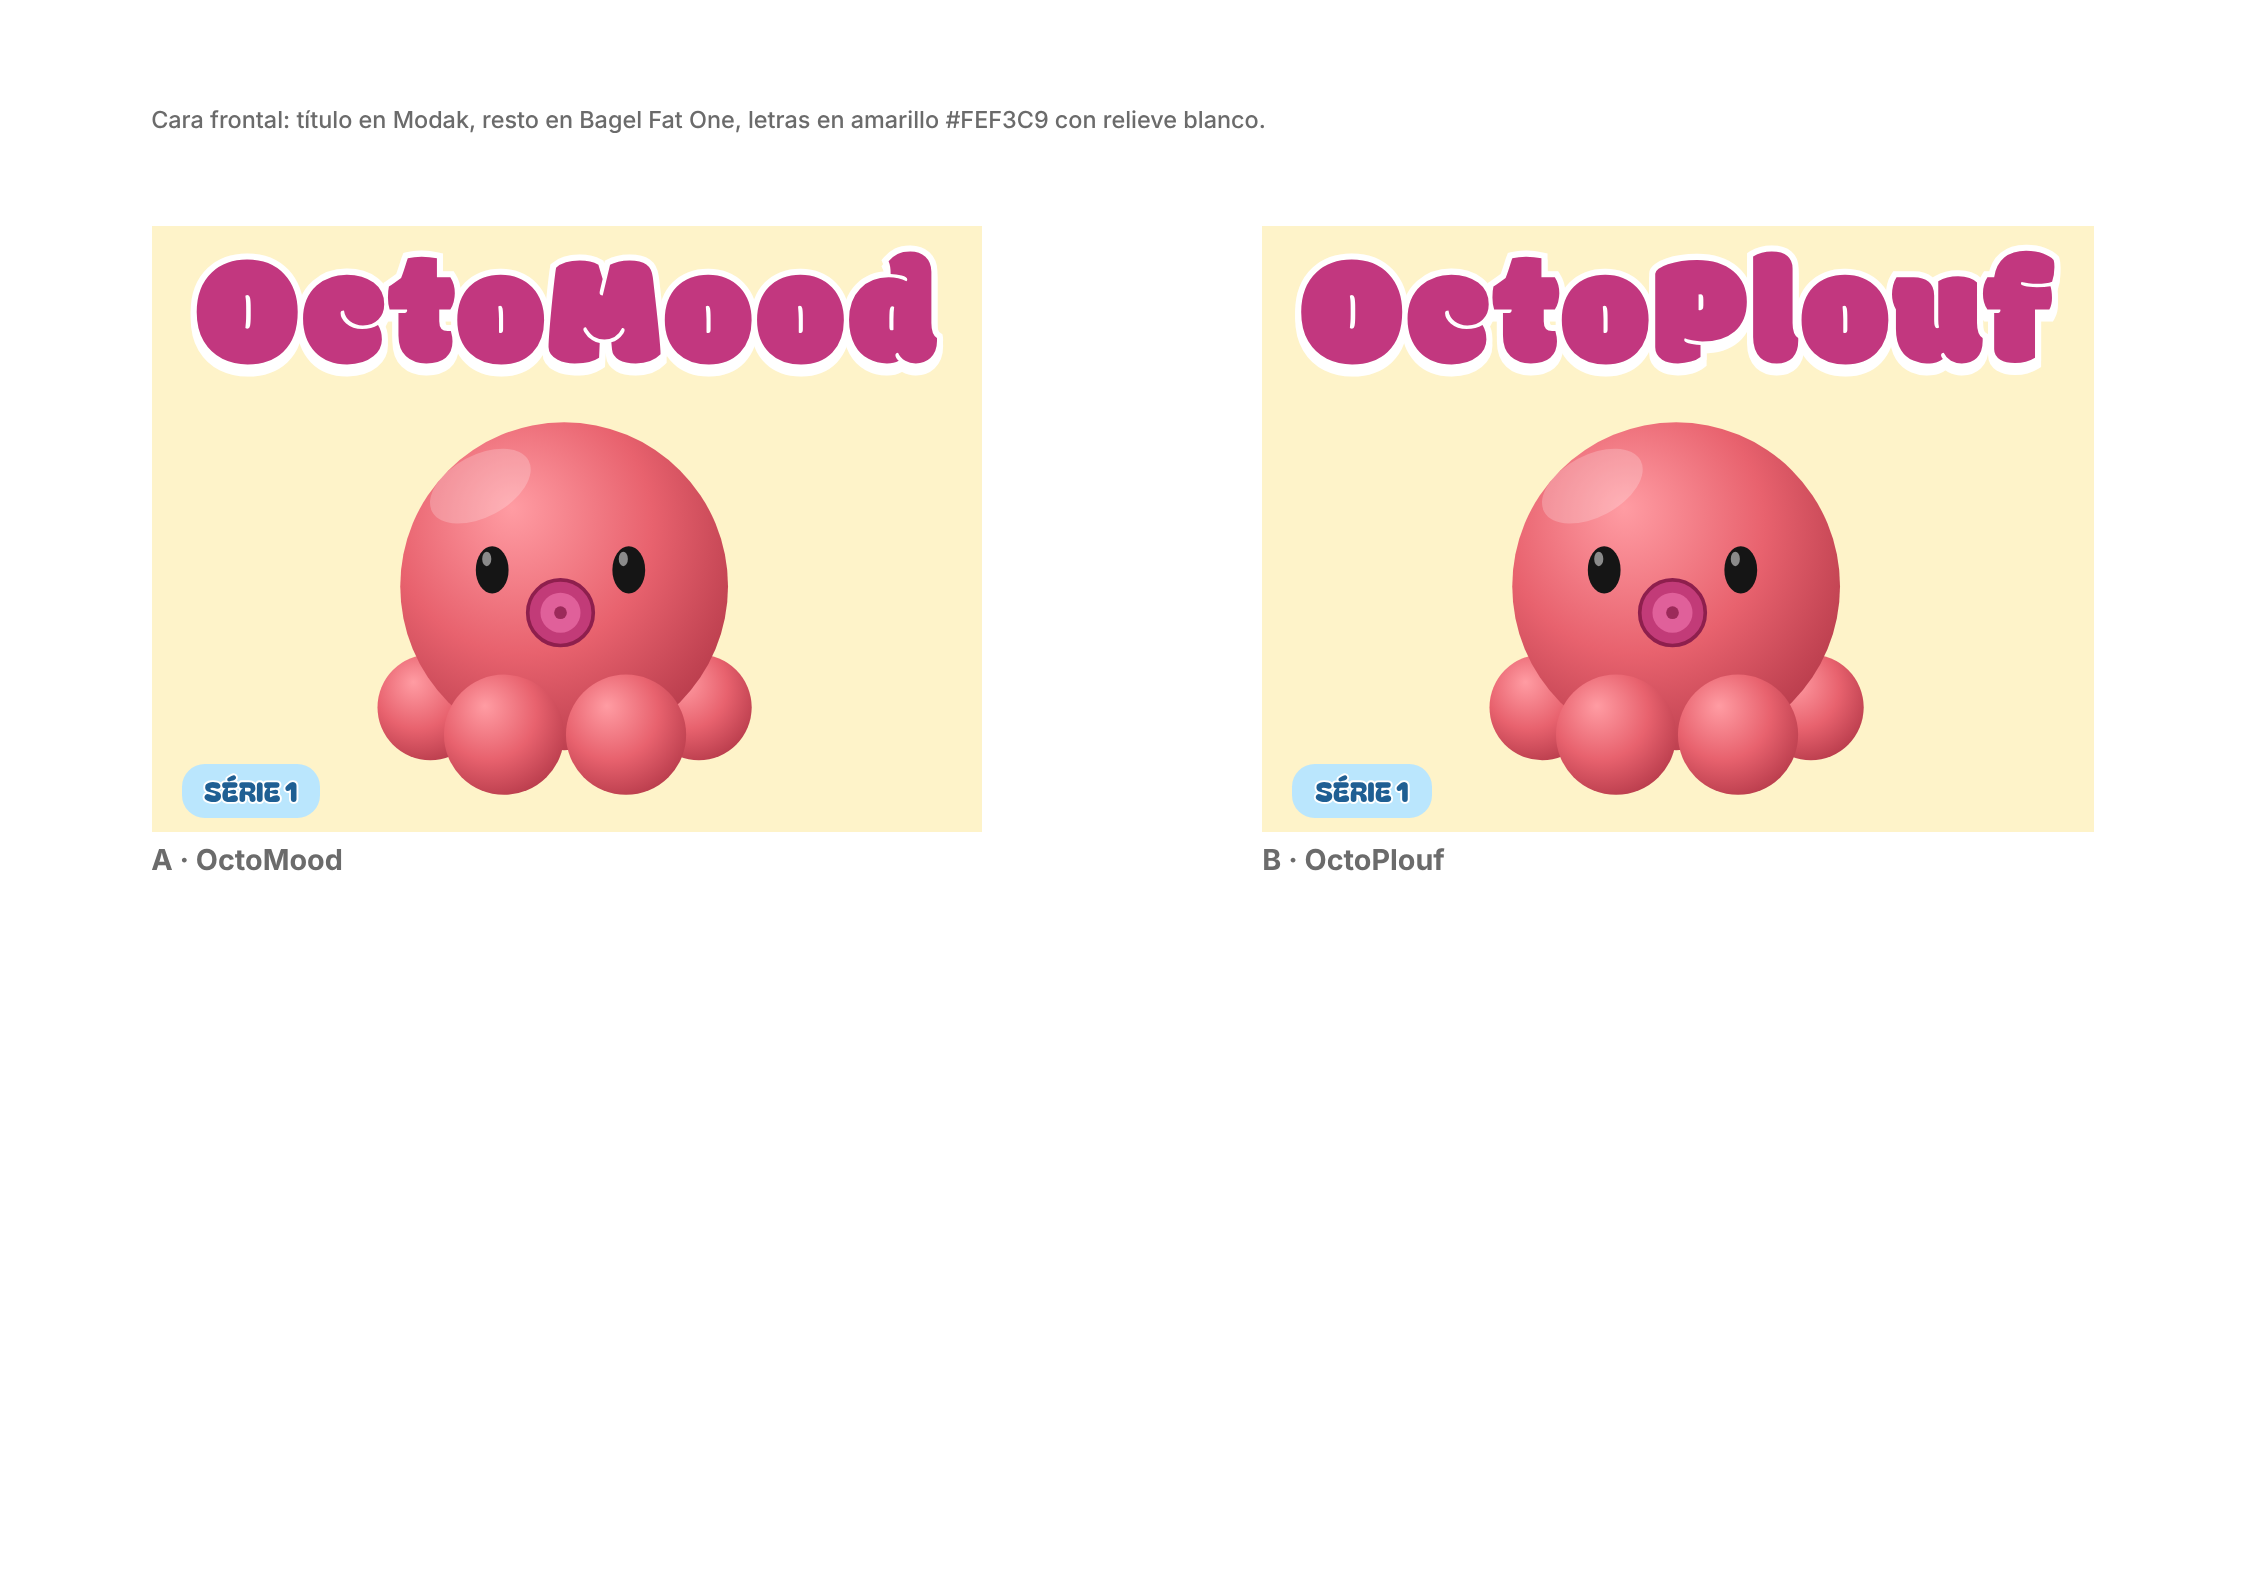 Cara frontal: título en Modak, resto en Bagel Fat One, letras en amarillo #FEF3C9 con relieve blanco.
OctoMood
SÉRIE 1
A · OctoMood
OctoPlouf
SÉRIE 1
B · OctoPlouf